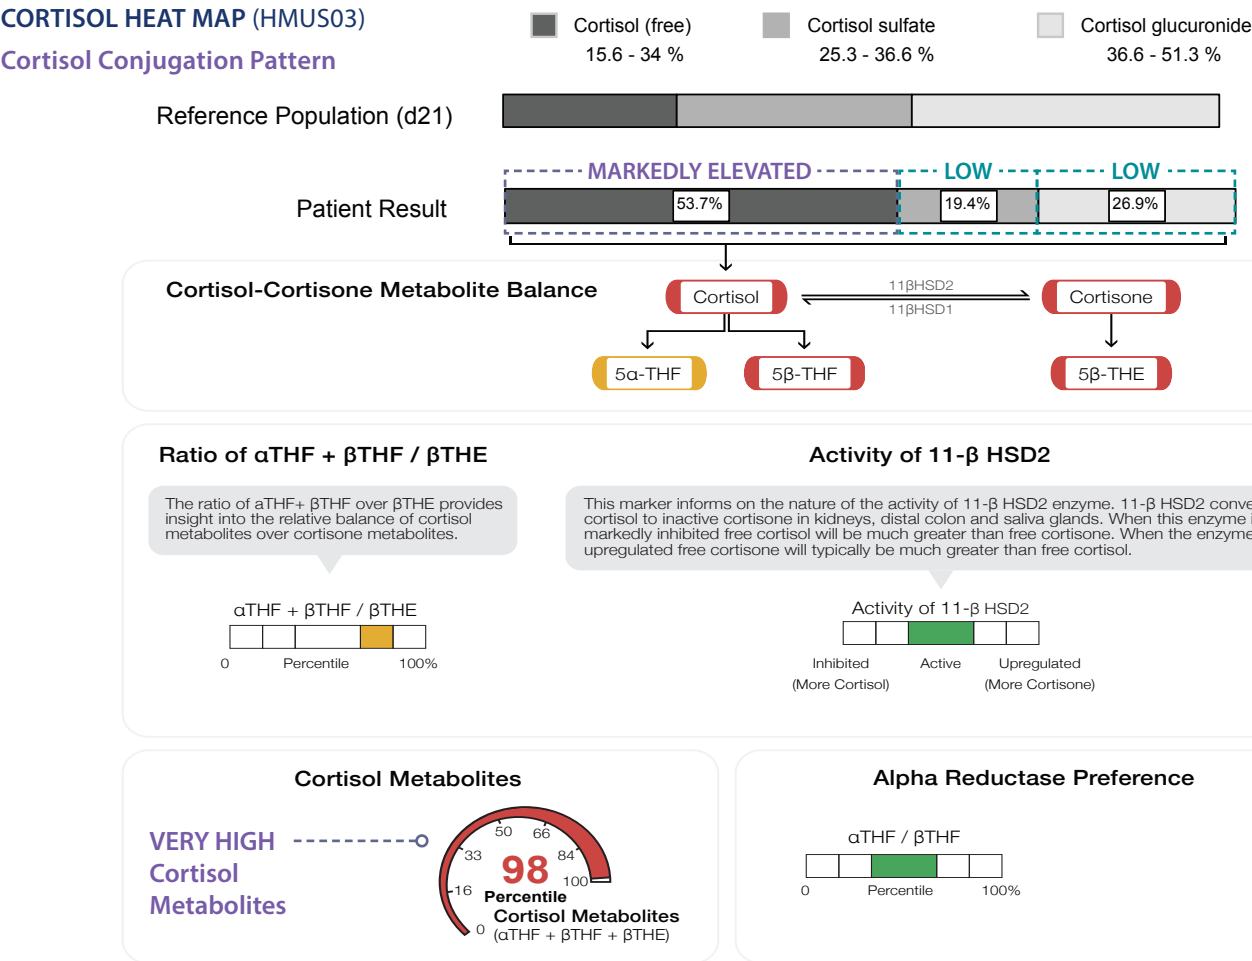 CORTISOL HEAT MAP (HMUS03)
Cortisol Conjugation Pattern
Cortisol (free)
15.6 - 34 %
Cortisol sulfate
25.3 - 36.6 %
Cortisol glucuronide
36.6 - 51.3 %
Reference Population (d21)
MARKEDLY ELEVATED
LOW
LOW
Patient Result
53.7%
19.4%
26.9%
Cortisol-Cortisone Metabolite Balance
Cortisol
11βHSD2
11βHSD1
Cortisone
5α-THF
5β-THF
5β-THE
Ratio of αTHF + βTHF / βTHE
The ratio of aTHF+ βTHF over βTHE provides
insight into the relative balance of cortisol
metabolites over cortisone metabolites.
αTHF + βTHF / βTHE
0 Percentile 100%
Activity of 11-β HSD2
This marker informs on the nature of the activity of 11-β HSD2 enzyme. 11-β HSD2 conve
cortisol to inactive cortisone in kidneys, distal colon and saliva glands. When this enzyme i
markedly inhibited free cortisol will be much greater than free cortisone. When the enzyme
upregulated free cortisone will typically be much greater than free cortisol.
Activity of 11-β HSD2
Inhibited Active Upregulated
(More Cortisol) (More Cortisone)
Cortisol Metabolites
VERY HIGH
Cortisol
Metabolites
0
16
33
50
66
84
100
98
Percentile
Cortisol Metabolites
(αTHF + βTHF + βTHE)
Alpha Reductase Preference
αTHF / βTHF
0 Percentile 100%